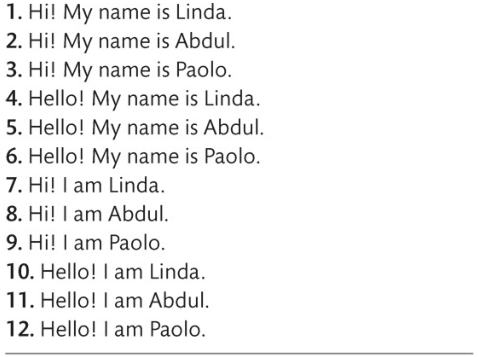 1. Hi! My name is Linda.
2. Hi! My name is Abdul.
3. Hi! My name is Paolo.
4. Hello! My name is Linda.
5. Hello! My name is Abdul.
6. Hello! My name is Paolo.
7. Hi! I am Linda.
8. Hi! I am Abdul.
9. Hi! I am Paolo.
10. Hello! I am Linda.
11. Hello! I am Abdul.
12. Hello! I am Paolo.